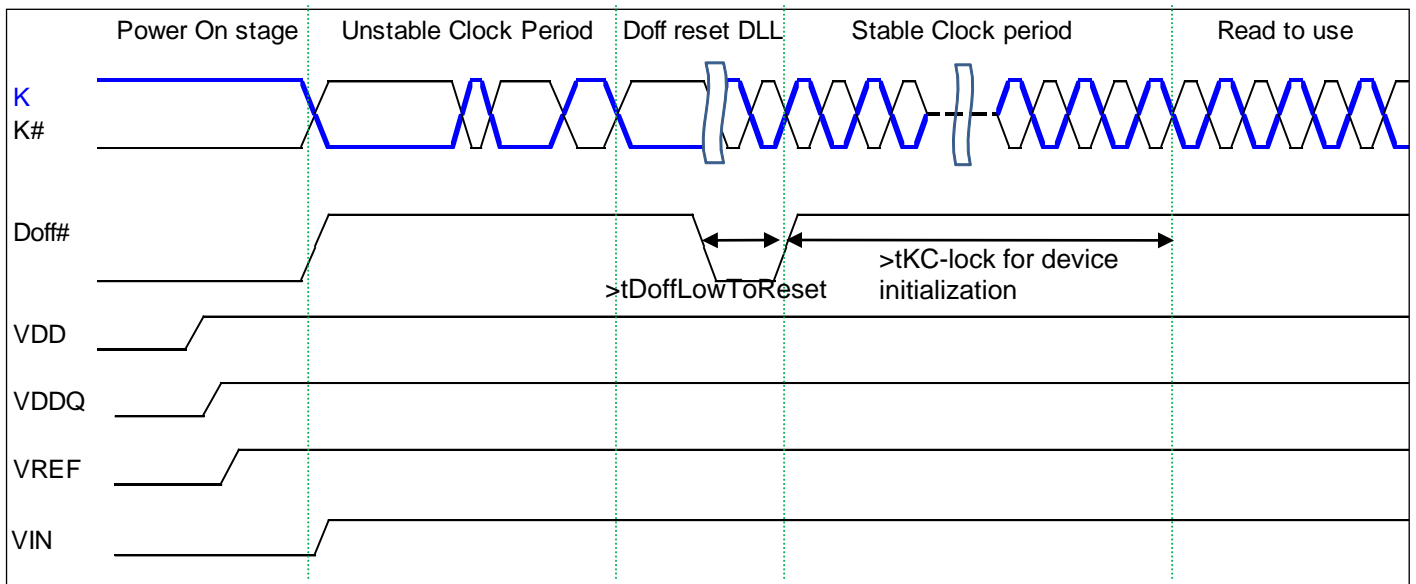 Power On stage
Unstable Clock Period
Doff reset DLL
Stable Clock period
Read to use
K
K#
Doff#
>tDoffLowToReset
>tKC-lock for device
initialization
VDD
VDDQ
VREF
VIN